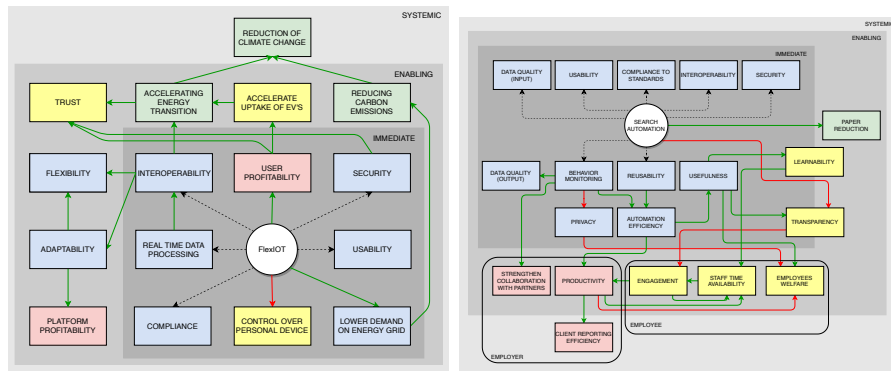 SYSTEMIC
REDUCTION OF
CLIMATE CHANGE
ENABLING
TRUST
ACCELERATING
ENERGY
TRANSITION
ACCELERATE
UPTAKE OF EV'S
REDUCING
CARBON
EMISSIONS
IMMEDIATE
FLEXIBILITY
INTEROPERABILITY
USER
PROFITABILITY
SECURITY
ADAPTABILITY
REAL TIME DATA
PROCESSING
FlexIOT
USABILITY
PLATFORM
PROFITABILITY
COMPLIANCE
CONTROL OVER
PERSONAL DEVICE
LOWER DEMAND
ON ENERGY GRID
SYSTEMIC
ENABLING
IMMEDIATE
DATA QUALITY
(INPUT)
USABILITY
COMPLIANCE TO
STANDARDS
INTEROPERABILITY
SECURITY
SEARCH
AUTOMATION
PAPER
REDUCTION
DATA QUALITY
(OUTPUT)
BEHAVIOR
MONITORING
REUSABILITY
USEFULNESS
LEARNABILITY
PRIVACY
AUTOMATION
EFFICIENCY
TRANSPARENCY
STRENGTHEN
COLLABORATION
WITH PARTNERS
PRODUCTIVITY
ENGAGEMENT
STAFF TIME
AVAILABILITY
EMPLOYEES
WELFARE
EMPLOYEE
CLIENT REPORTING
EFFICIENCY
EMPLOYER